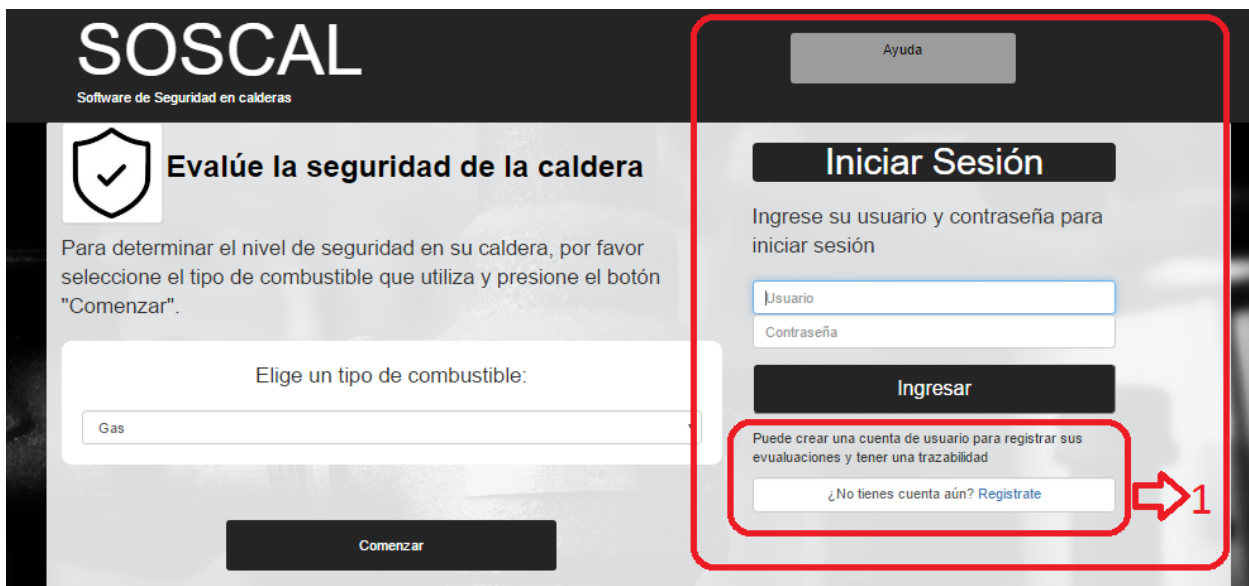 SOSCAL
Software de Seguridad en calderas
Ayuda
Evalúe la seguridad de la caldera
Para determinar el nivel de seguridad en su caldera, por favor
seleccione el tipo de combustible que utiliza y presione el botón
"Comenzar".
Elige un tipo de combustible:
Gas
Comenzar
Iniciar Sesión
Ingrese su usuario y contraseña para
iniciar sesión
Usuario
Contraseña
Ingresar
Puede crear una cuenta de usuario para registrar sus
evualuaciones y tener una trazabilidad
¿No tienes cuenta aún? Registrate
1